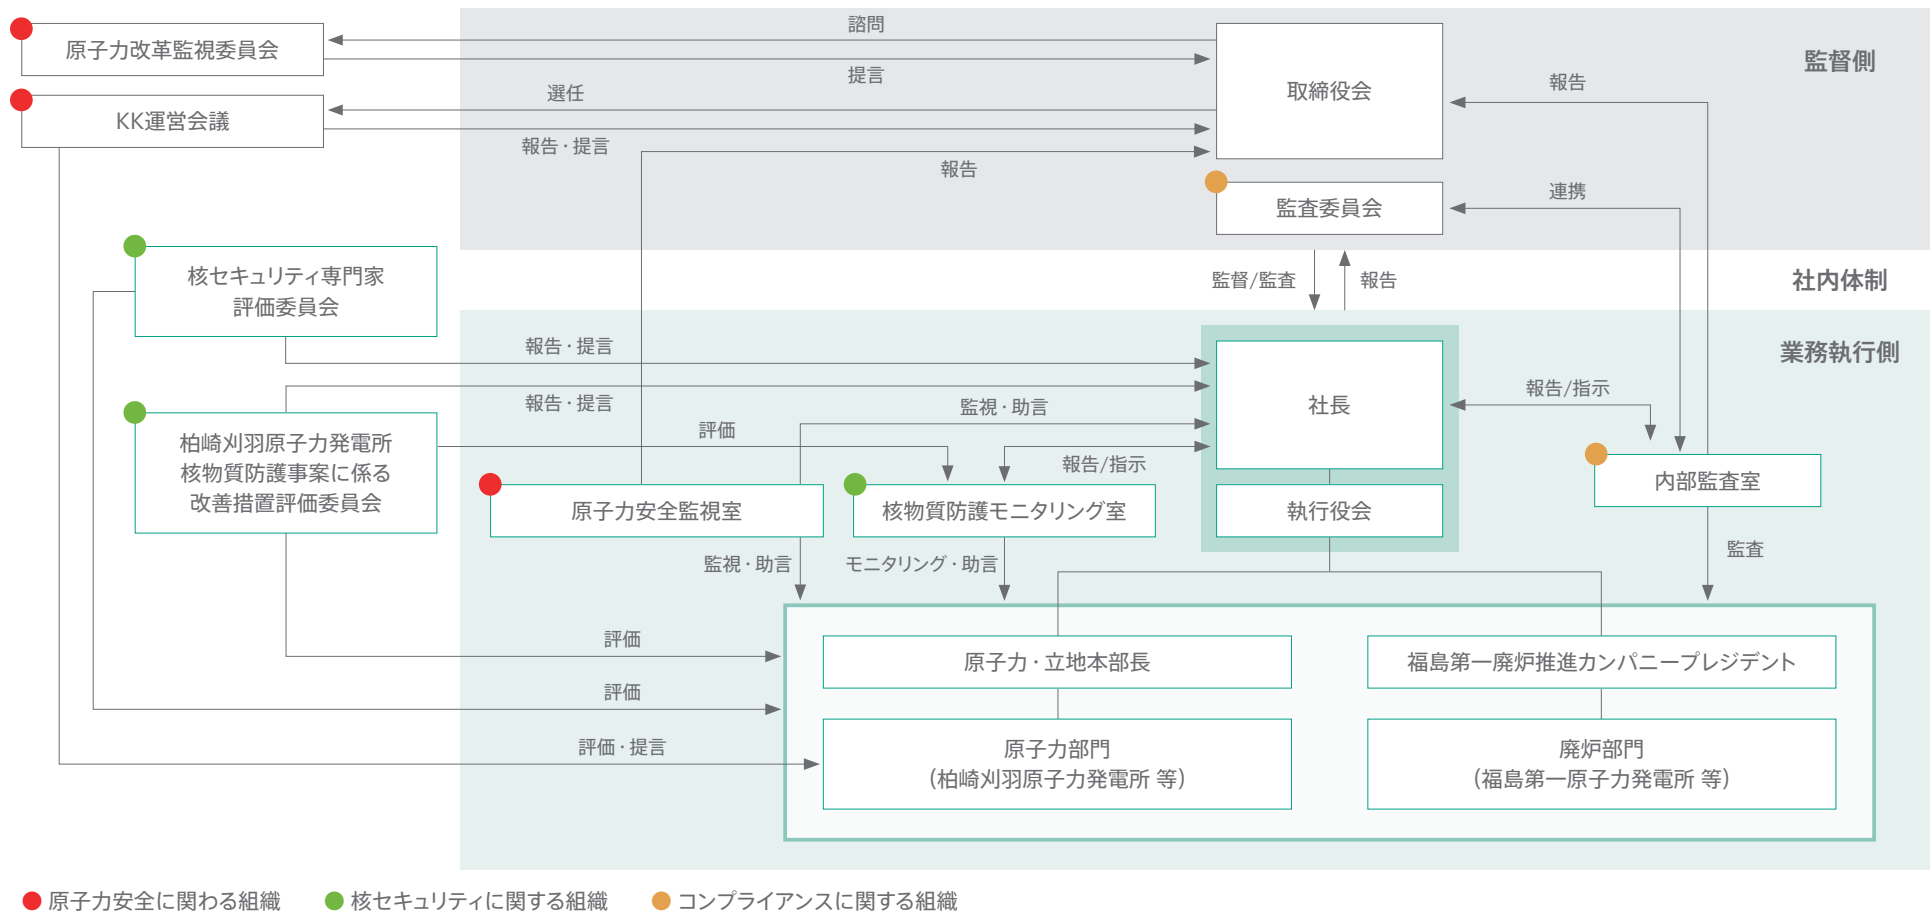 諮問
原子力改革監視委員会
提言
監督側
取締役会
報告
選任
KK運営会議
報告・提言
報告
連携
監査委員会
核セキュリティ専門家
評価委員会
監督/監査
報告
社内体制
業務執行側
報告・提言
報告・提言
社長
報告/指示
監視・助言
評価
柏崎刈羽原子力発電所
核物質防護事案に係る
改善措置評価委員会
報告/指示
内部監査室
原子力安全監視室
核物質防護モニタリング室
執行役会
監視・助言
モニタリング・助言
監査
評価
原子力・立地本部長
福島第一廃炉推進カンパニープレジデント
評価
評価・提言
原子力部門
(柏崎刈羽原子力発電所 等)
廃炉部門
(福島第一原子力発電所 等)
原子力安全に関わる組織
核セキュリティに関する組織
コンプライアンスに関する組織